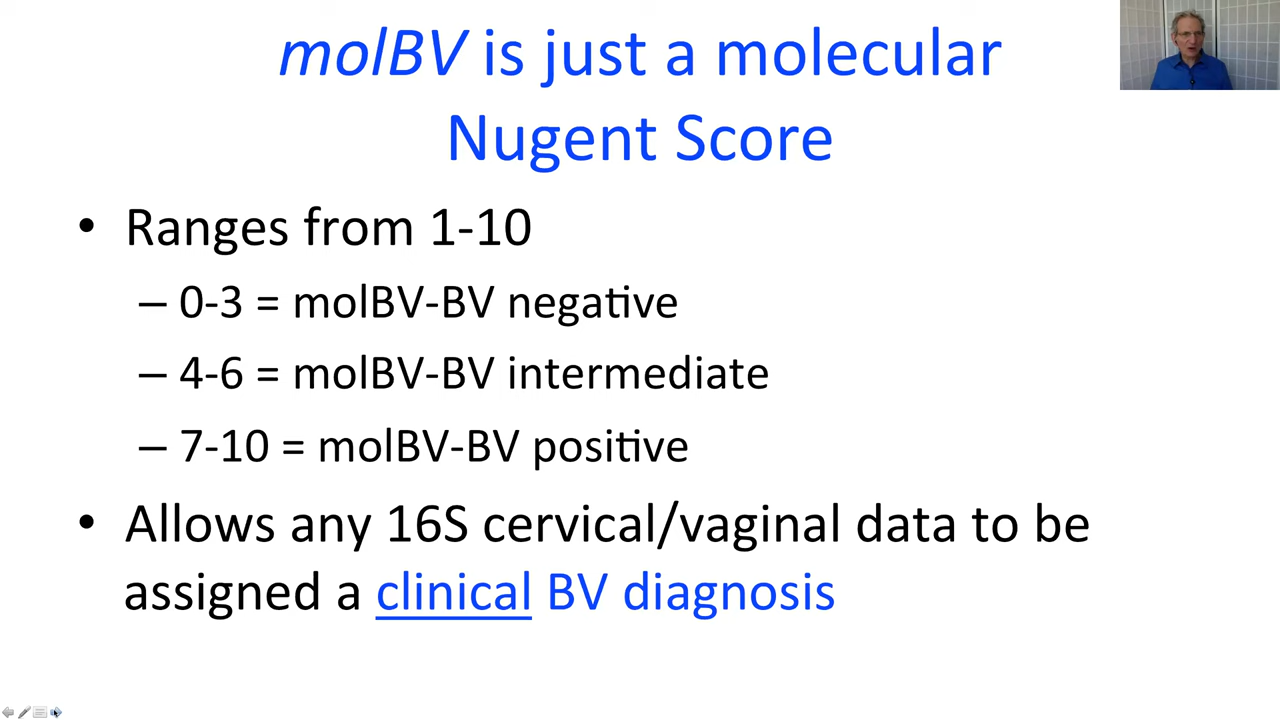 molBV is just a molecular
Nugent Score
• Ranges from 1-10
– 0-3 = molBV-BV negative
– 4-6 = molBV-BV intermediate
– 7-10 = molBV-BV positive
• Allows any 16S cervical/vaginal data to be
assigned a clinical BV diagnosis